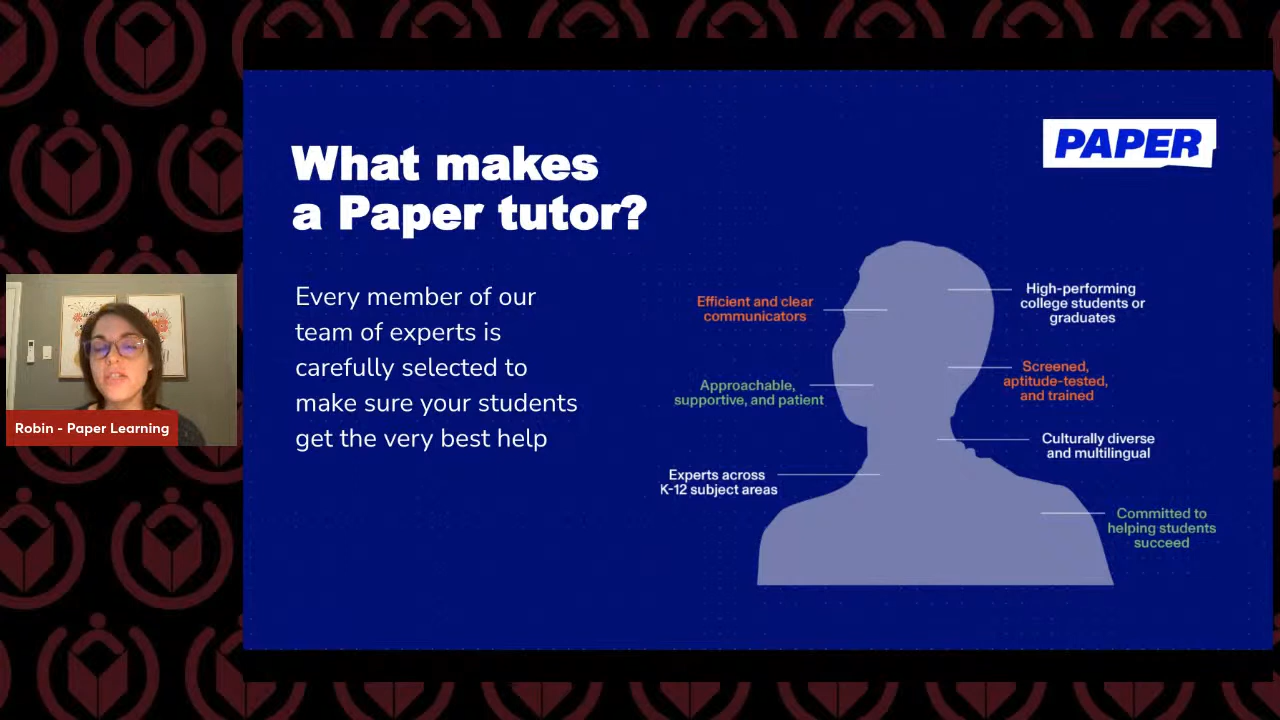 PAPER
What makes
a Paper tutor?
Every member of our
team of experts is
carefully selected to
make sure your students
get the very best help
Efficient and clear
communicators
Approachable,
supportive, and patient
Experts across
K-12 subject areas
High-performing
college students or
graduates
Screened,
aptitude-tested,
and trained
Culturally diverse
and multilingual
Committed to
helping students
succeed
Robin - Paper Learning